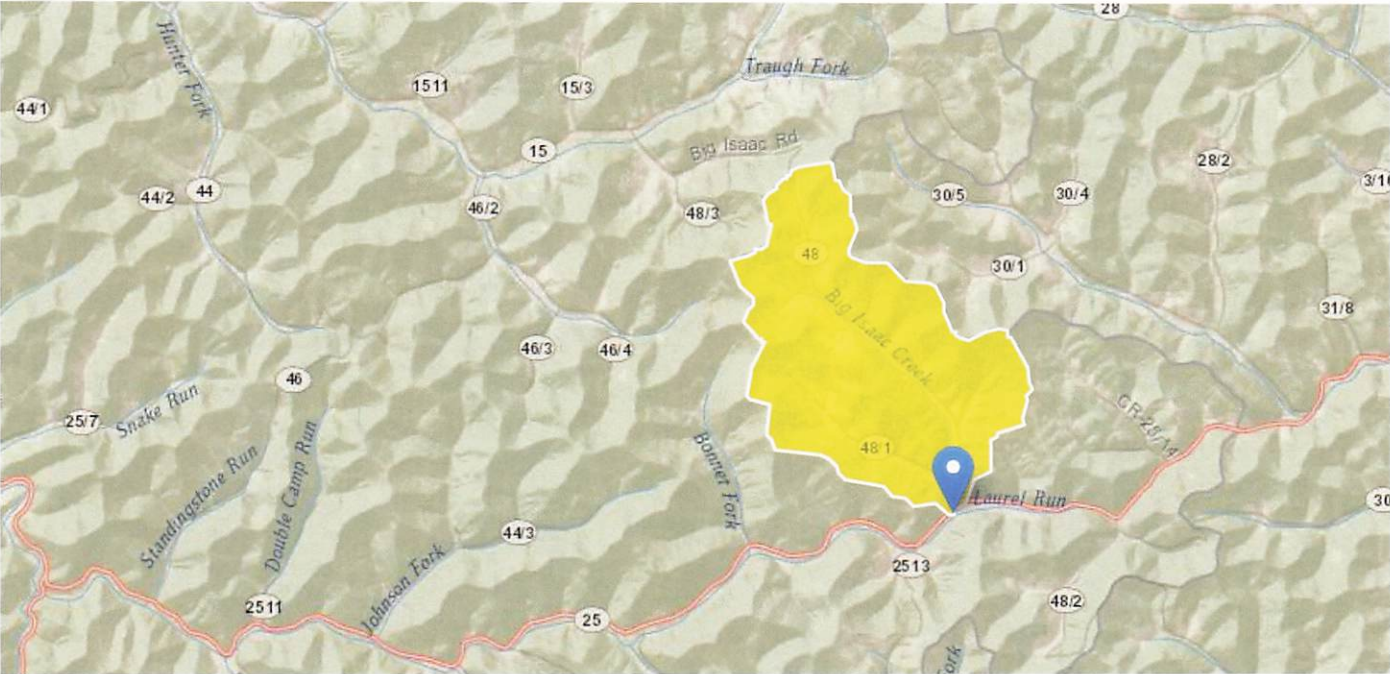 28
Hunter Fork
Traugh Fork
1511
15/3
44/1
Big Isaac Rd
15
28/2
44/2
44
30/5
30/4
46/2
48/3
48
30/1
Big Isaac Creek
31/8
46/3
46/4
46
Snake Run
25/7
CR-25/14
Bonnet Fork
48/1
Standingstone Run
Double Camp Run
Laurel Run
30
44/3
Johnson Fork
2513
48/2
2511
25
ork